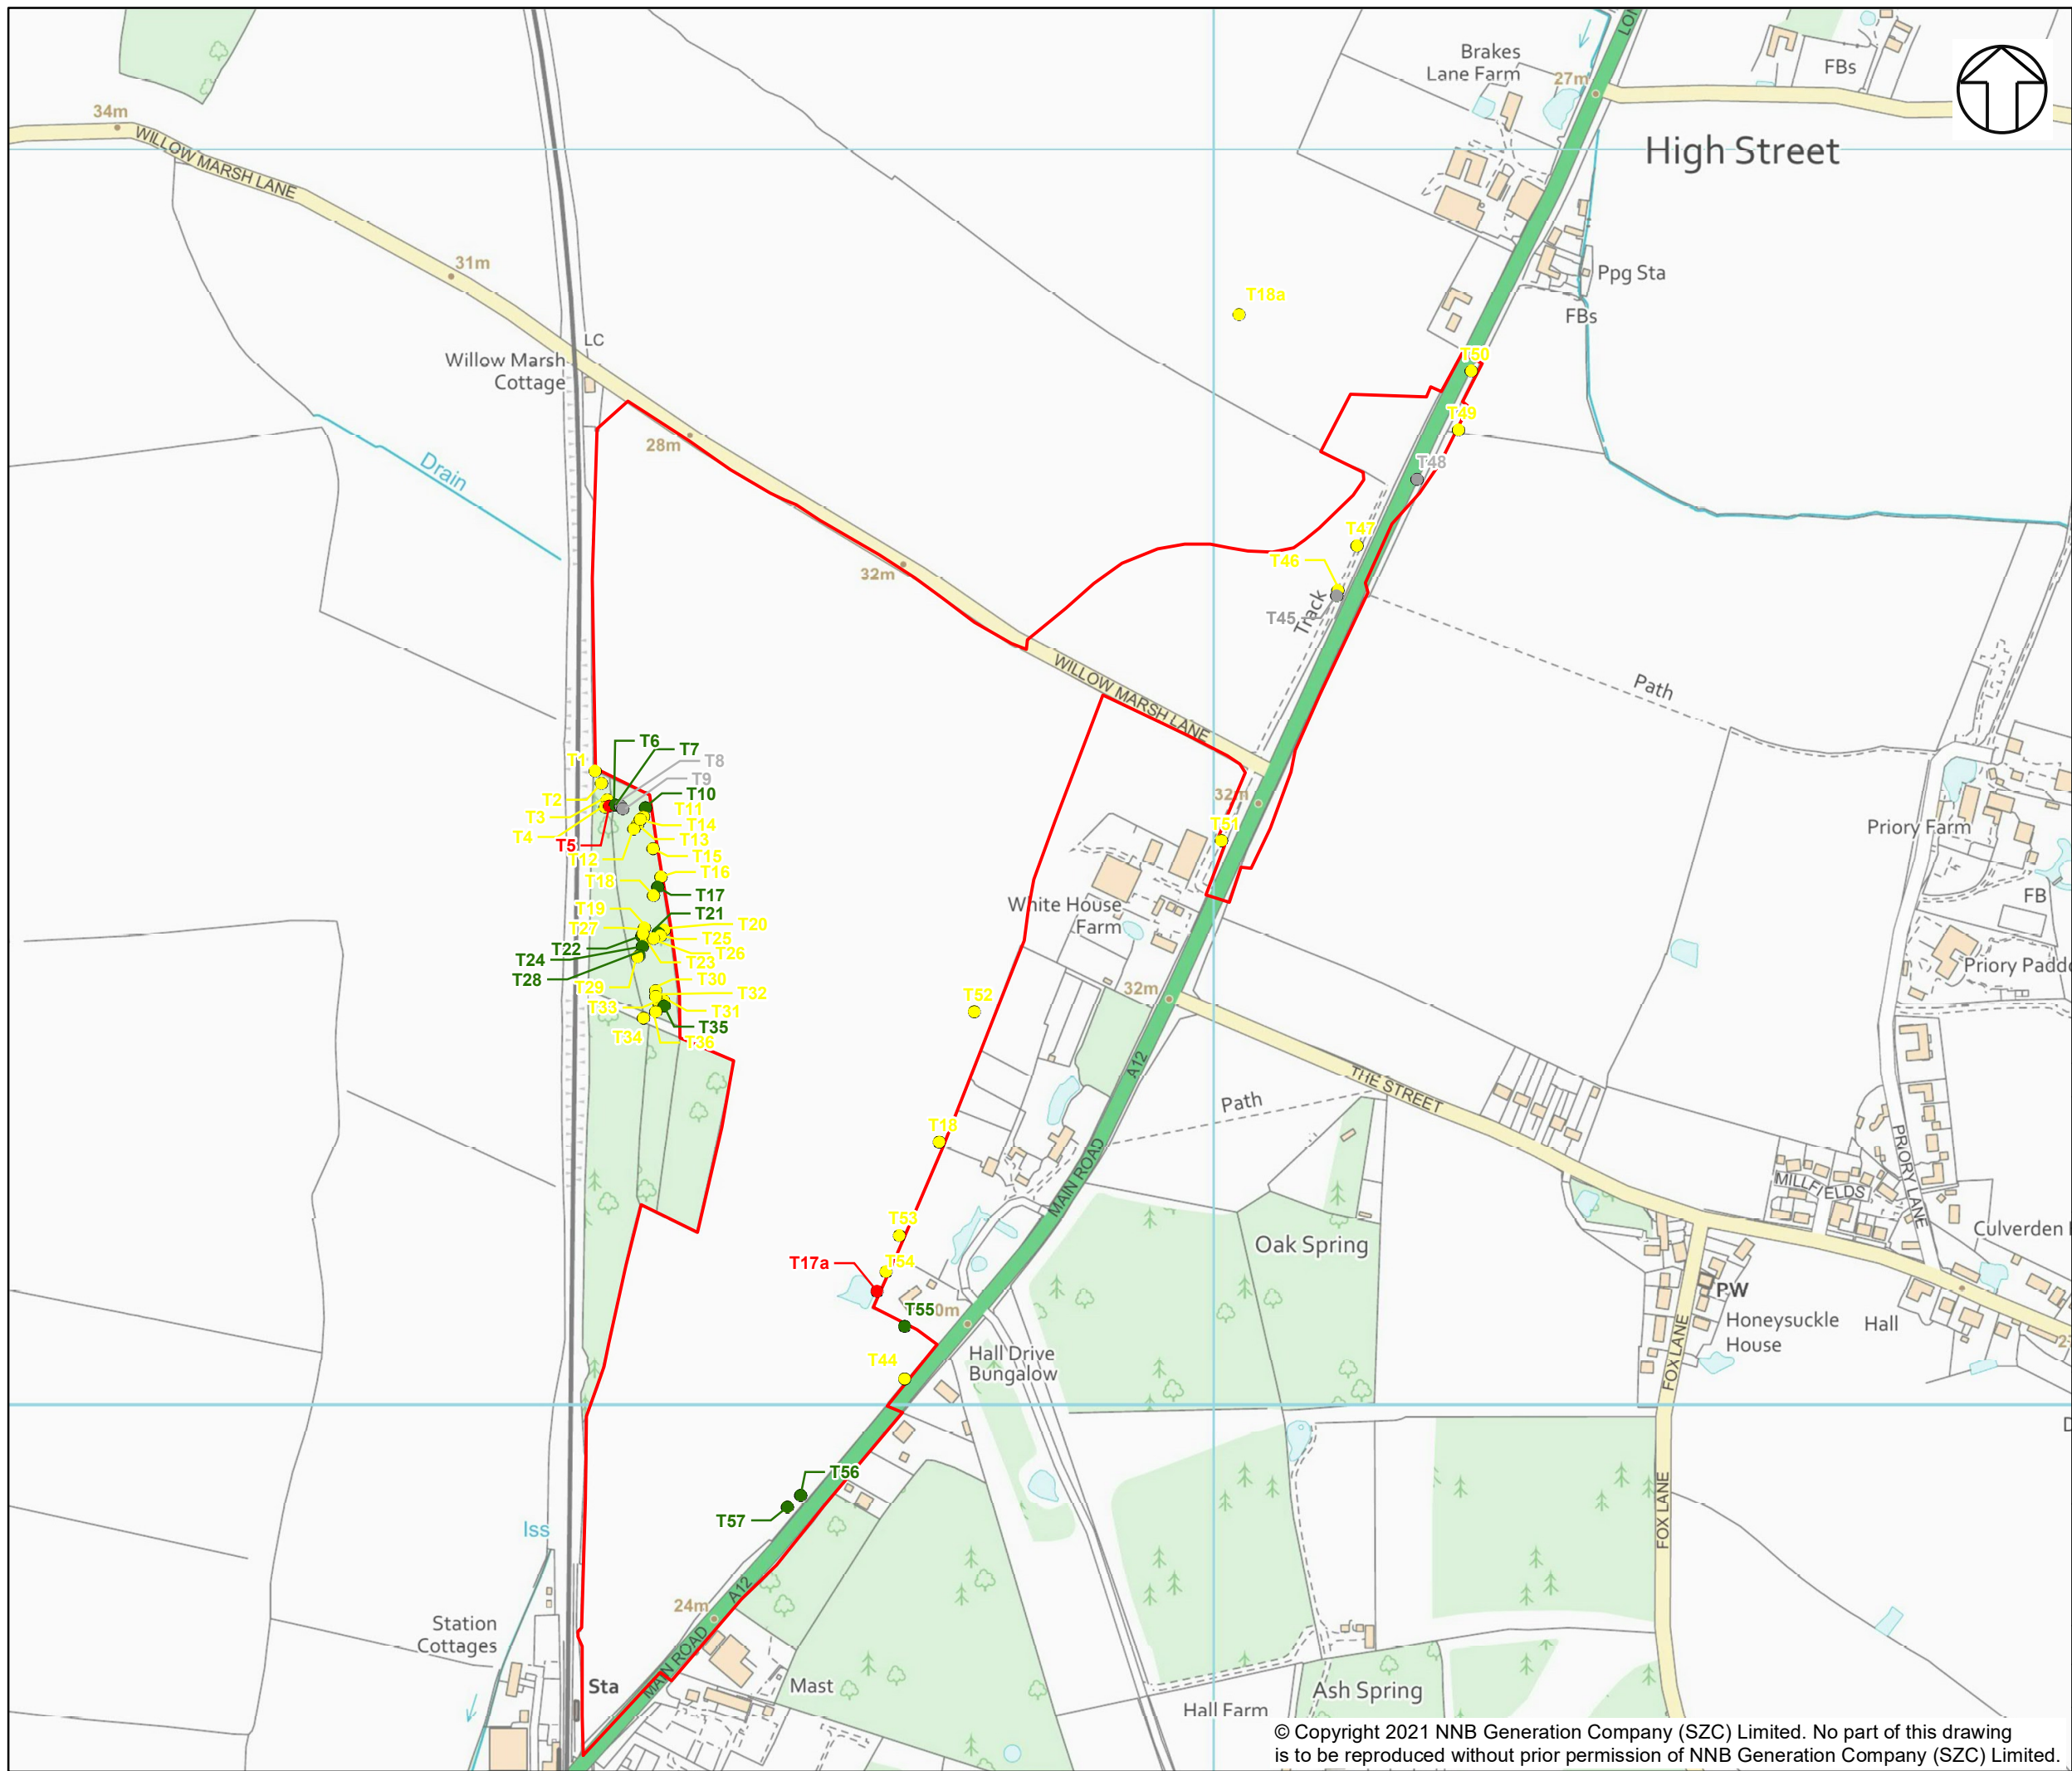 LON
Brakes
Lane Farm
27m
FBs
High Street
34m
WILLOW MARSH LANE
31m
Ppg Sta
FBs
T18a
LC
Willow Marsh
Cottage
T50
T49
28m
Drain
T48
T47
T46
32m
T45
Track
WILLOW MARSH LANE
Path
T6
T7
T1
T8
T9
T2
T10
T3
T11
T4
T14
T5
T13
T12
T15
T16
T18
T17
T19
T21
T27
T20
T22
T25
T24
T26
T23
T28
T29
T30
T33
T32
T31
T35
T34
T36
32m
T51
Priory Farm
White House
Farm
FB
Priory Paddo
32m
T52
A12
THE STREET
Path
T18
MAIN ROAD
PRIORY LANE
MILLFIELDS
T53
Oak Spring
Culverden
T17a
T54
T55
0m
PW
Honeysuckle
House
Hall
Hall Drive
Bungalow
T44
FOX LANE
T56
T57
FOX LANE
Iss
A12
24m
MAIN ROAD
Station
Cottages
Sta
Mast
Ash Spring
Hall Farm
© Copyright 2021 NNB Generation Company (SZC) Limited. No part of this drawing
is to be reproduced without prior permission of NNB Generation Company (SZC) Limited.